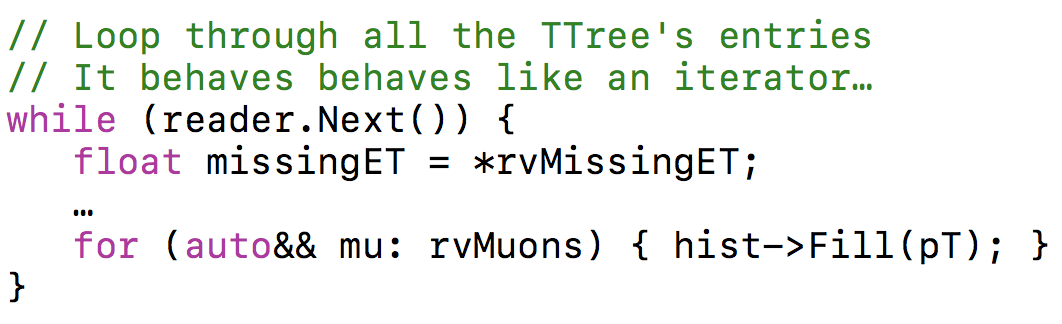 // Loop through all the TTree's entries
// It behaves behaves like an iterator…
while (reader.Next()) {
   float missingET = *rvMissingET;
   …
   for (auto&& mu: rvMuons) { hist->Fill(pT); }
}